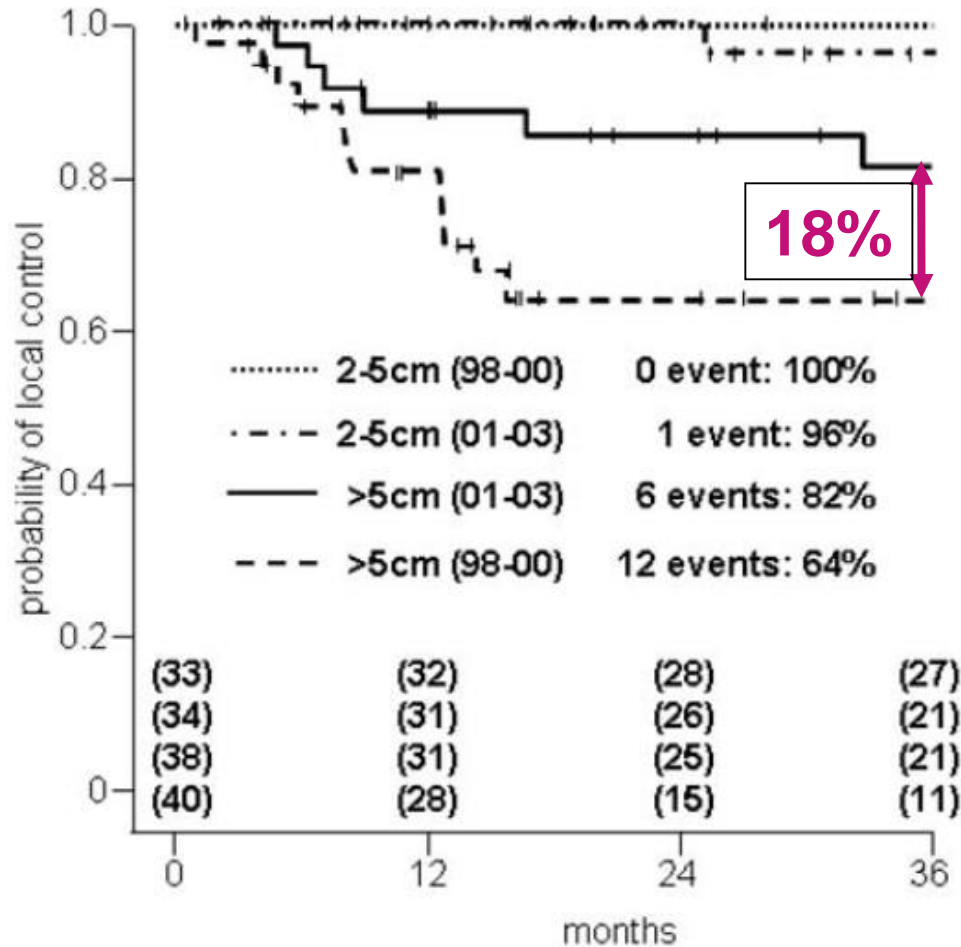 probability of local control
1.0
0.8
0.6
0.4
0.2
0
18%
2-5cm (98-00) 0 event: 100%
2-5cm (01-03) 1 event: 96%
>5cm (01-03) 6 events: 82%
>5cm (98-00) 12 events: 64%
(33) (32) (28) (27)
(34) (31) (26) (21)
(38) (31) (25) (21)
(40) (28) (15) (11)
0 12 24 36
months